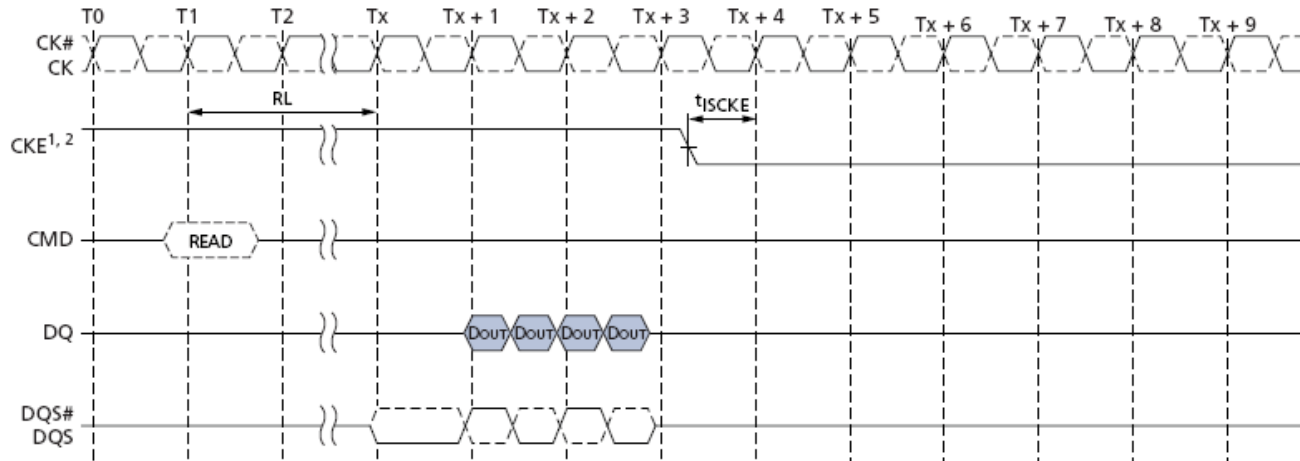 T0 T1 T2 Tx Tx + 1 Tx + 2 Tx + 3 Tx + 4 Tx + 5 Tx + 6 Tx + 7 Tx + 8 Tx + 9
CK#
CK
RL
tISCKE
CKE1, 2
CMD READ
DQ DOUT DOUT DOUT DOUT
DQS#
DQS